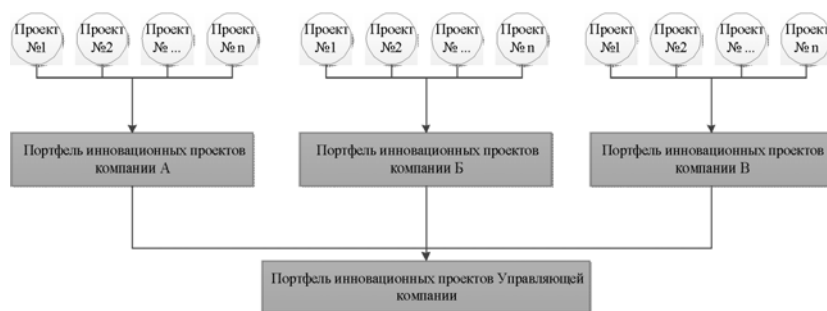 Проект №1
Проект №2
Проект № ...
Проект № n
Проект №1
Проект №2
Проект № ...
Проект № n
Проект №1
Проект №2
Проект № ...
Проект № n
Портфель инновационных проектов
компании А
Портфель инновационных проектов
компании Б
Портфель инновационных проектов
компании В
Портфель инновационных проектов Управляющей
компании